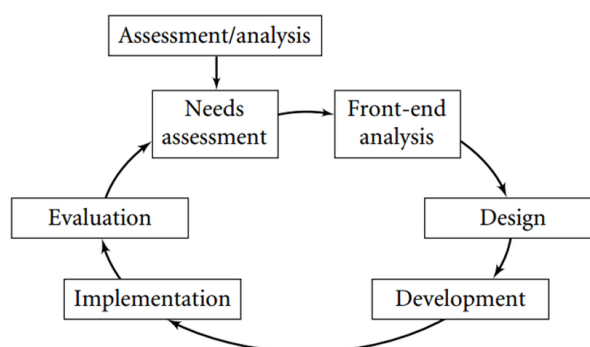 Assessment/analysis
Needs
assessment
Front-end
analysis
Evaluation
Design
Implementation
Development